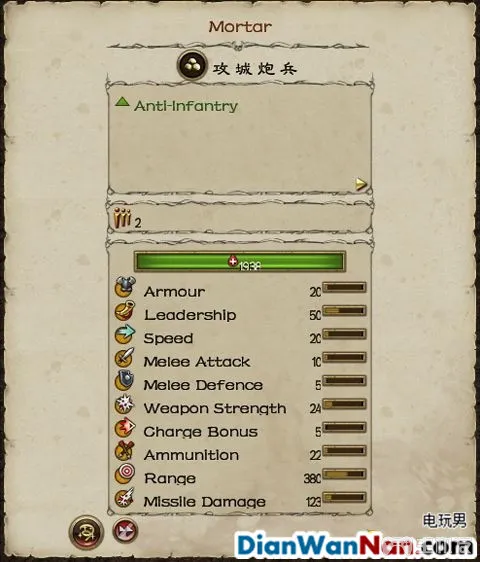 Mortar
攻城炮兵
Anti-Infantry
2
1936
Armour 20
Leadership 50
Speed 20
Melee Attack 10
Melee Defence 5
Weapon Strength 24
Charge Bonus 5
Ammunition 22
Range 380
Missile Damage 123
电玩男
DianWanNan.com